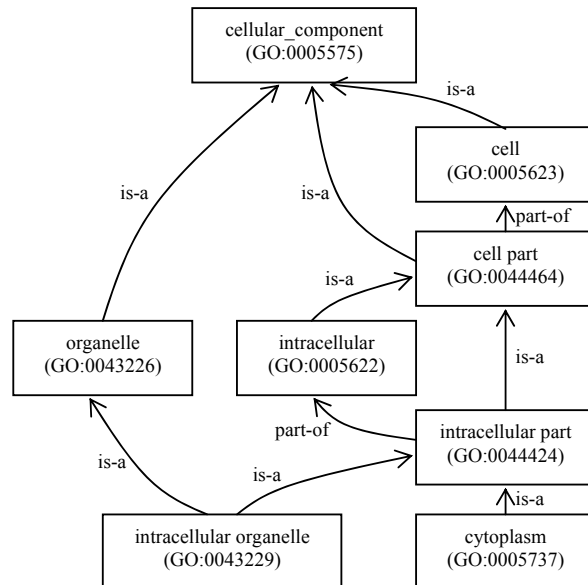 cellular_component
(GO:0005575)
is-a
cell
(GO:0005623)
is-a
is-a
part-of
cell part
(GO:0044464)
is-a
organelle
(GO:0043226)
intracellular
(GO:0005622)
is-a
part-of
intracellular part
(GO:0044424)
is-a
is-a
is-a
intracellular organelle
(GO:0043229)
cytoplasm
(GO:0005737)